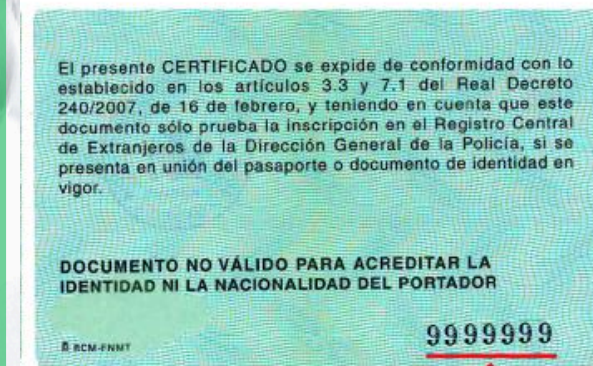 El presente CERTIFICADO se expide de conformidad con lo
establecido en los artículos 3.3 y 7.1 del Real Decreto
240/2007, de 16 de febrero, y teniendo en cuenta que este
documento sólo prueba la inscripción en el Registro Central
de Extranjeros de la Dirección General de la Policía, si se
presenta en unión del pasaporte o documento de identidad en
vigor.
DOCUMENTO NO VÁLIDO PARA ACREDITAR LA
IDENTIDAD NI LA NACIONALIDAD DEL PORTADOR
RCM-FNMT
9999999